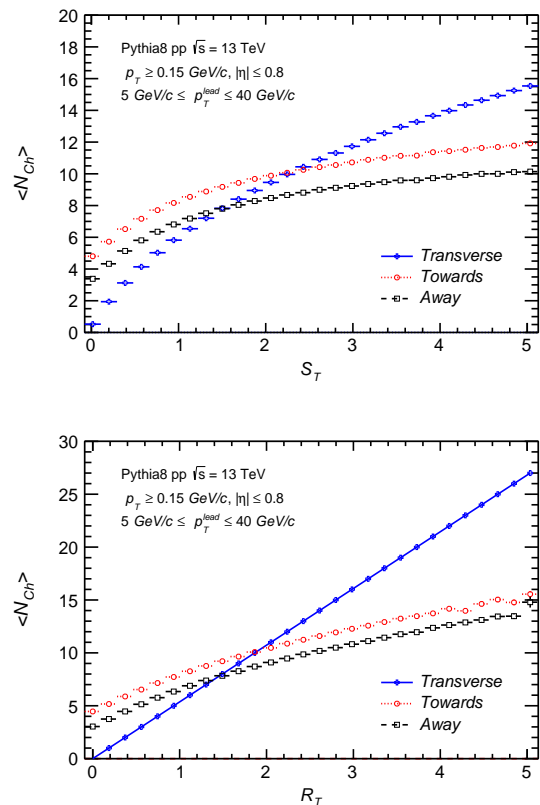 20
18
16
14
12
10
8
6
4
2
0
<N_Ch>
Pythia8 pp √s = 13 TeV
p_T ≥ 0.15 GeV/c, |η| ≤ 0.8
5 GeV/c ≤ p_T^lead ≤ 40 GeV/c
Transverse
Towards
Away
0 1 2 3 4 5
S_T
30
25
20
15
10
5
0
<N_Ch>
Pythia8 pp √s = 13 TeV
p_T ≥ 0.15 GeV/c, |η| ≤ 0.8
5 GeV/c ≤ p_T^lead ≤ 40 GeV/c
Transverse
Towards
Away
0 1 2 3 4 5
R_T